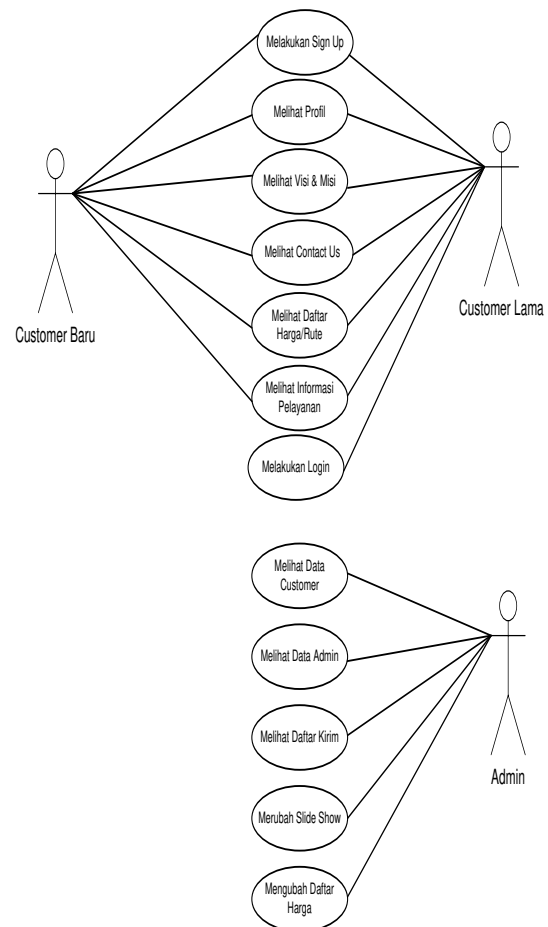 Melakukan Sign Up
Melihat Profil
Melihat Visi & Misi
Melihat Contact Us
Customer Baru
Customer Lama
Melihat Daftar
Harga/Rute
Melihat Informasi
Pelayanan
Melakukan Login
Melihat Data
Customer
Melihat Data Admin
Melihat Daftar Kirim
Admin
Merubah Slide Show
Mengubah Daftar
Harga